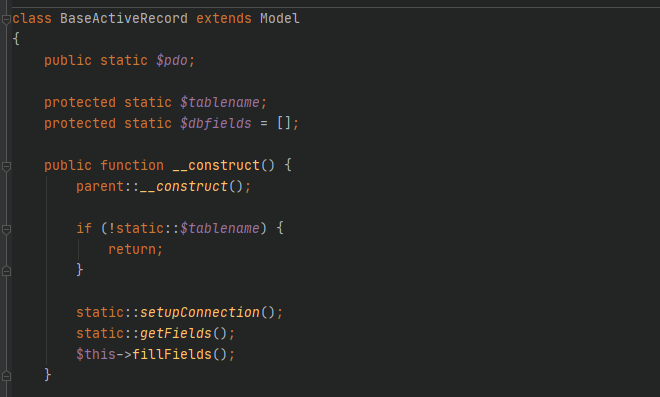 class BaseActiveRecord extends Model
{
    public static $pdo;

    protected static $tablename;
    protected static $dbfields = [];

    public function __construct() {
        parent::__construct();

        if (!static::$tablename) {
            return;
        }

        static::setupConnection();
        static::getFields();
        $this->fillFields();
    }